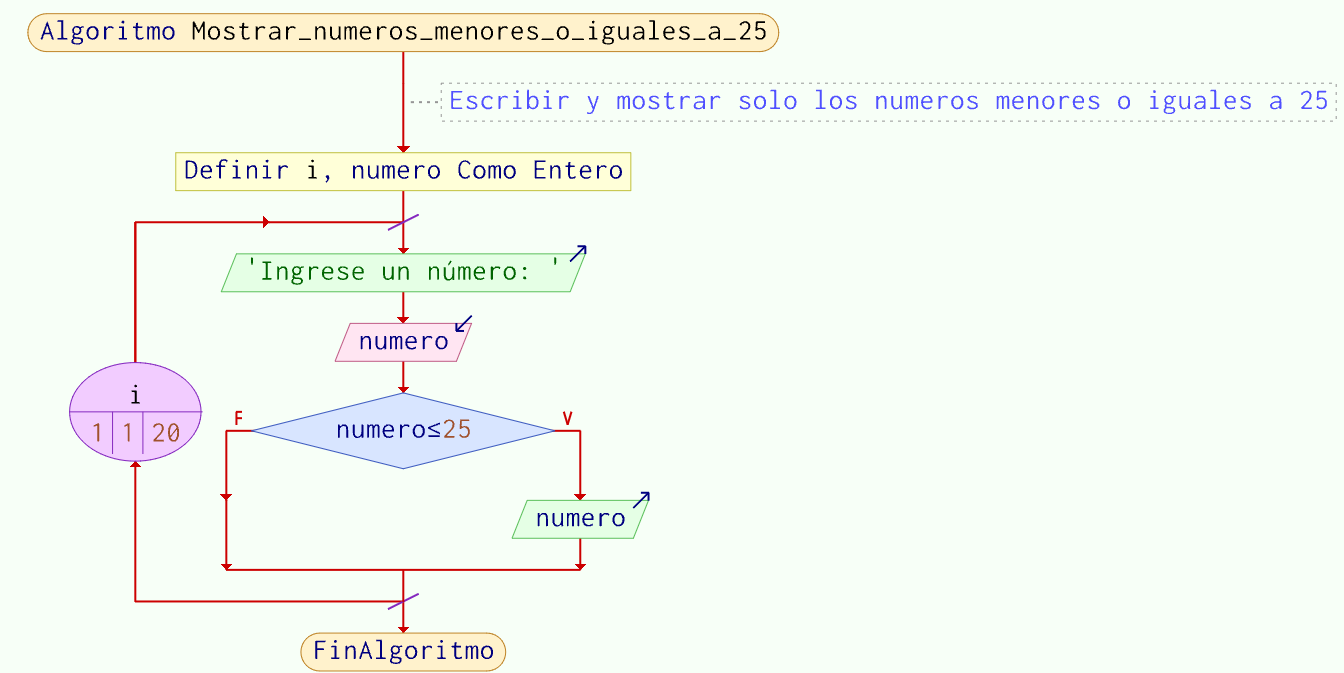 Algoritmo Mostrar_numeros_menores_o_iguales_a_25
Escribir y mostrar solo los numeros menores o iguales a 25
Definir i, numero Como Entero
'Ingrese un número: '
numero
i
1 1 20
F
V
numero≤25
numero
FinAlgoritmo